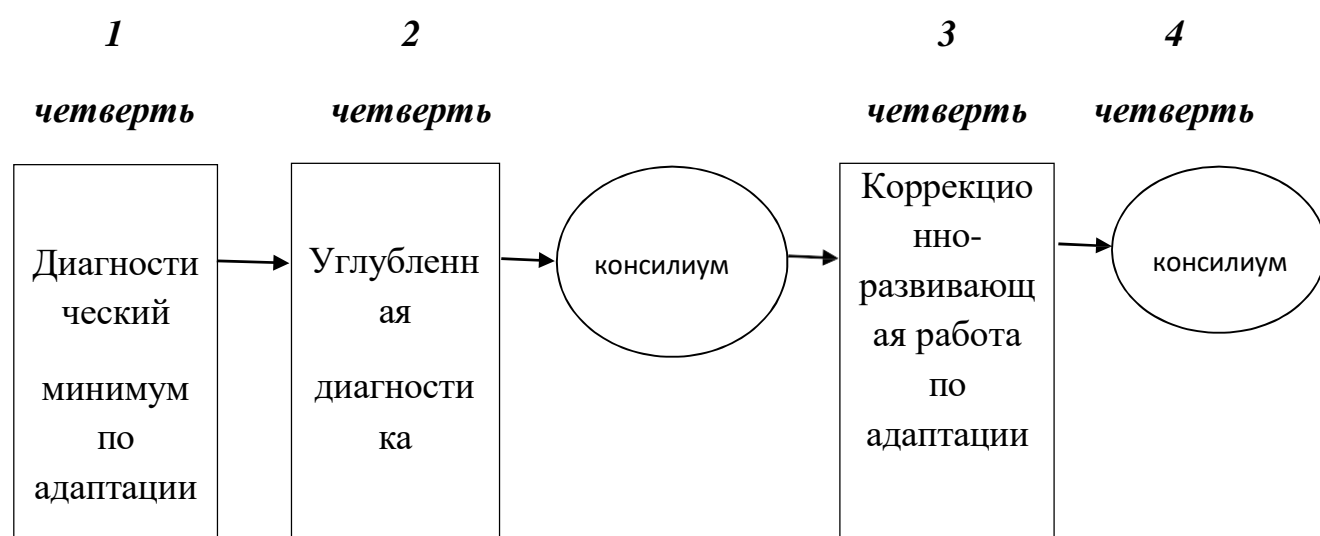 1 2 3 4
четверть четверть четверть четверть
Диагности
ческий
минимум
по
адаптации
Углубленн
ая
диагности
ка
консилиум
Коррекцио
нно-
развивающ
ая работа
по
адаптации
консилиум